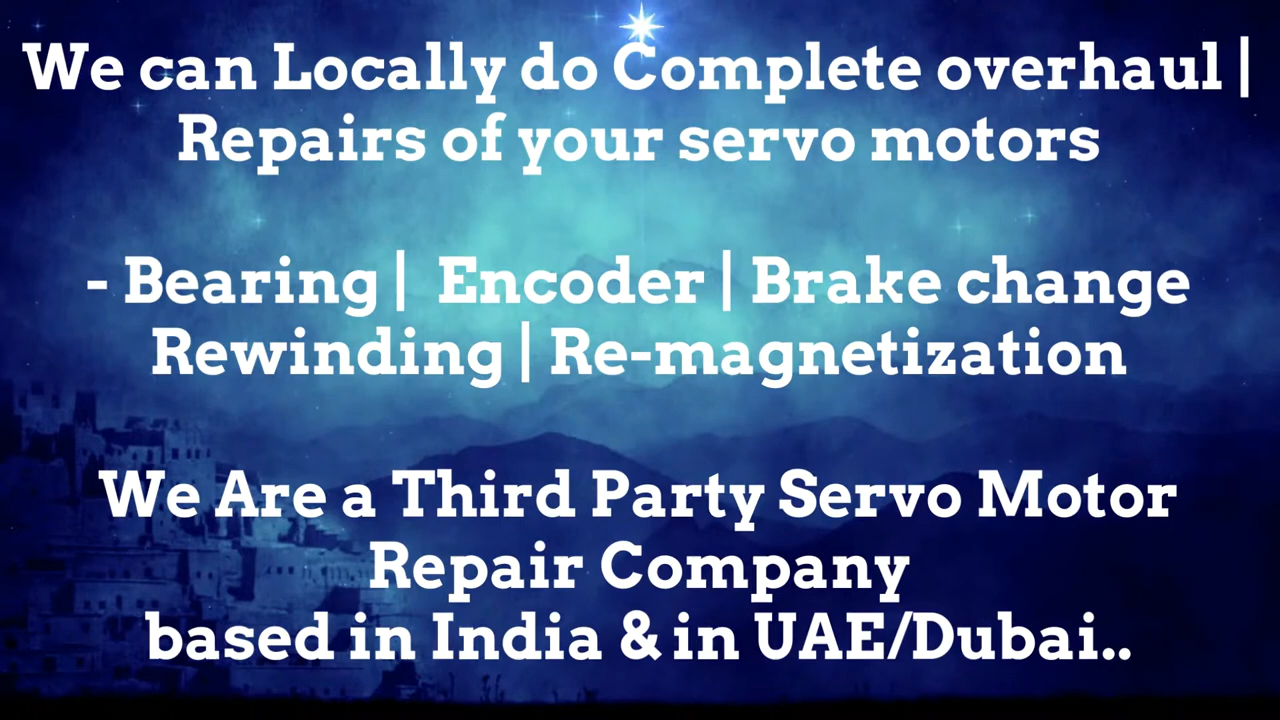 We can Locally do Complete overhaul |
Repairs of your servo motors
- Bearing | Encoder | Brake change
Rewinding | Re-magnetization
We Are a Third Party Servo Motor
Repair Company
based in India & in UAE/Dubai..